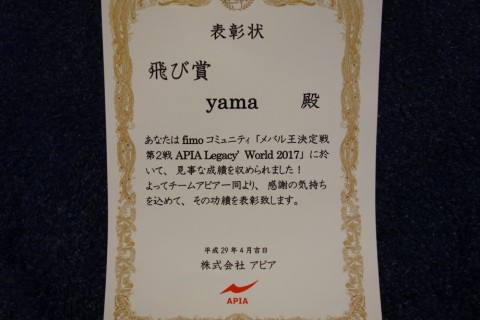 表彰状
飛び賞
yama 殿
あなたは fimo コミュニティ「メバル王決定戦
第2戦 APIA Legacy' World 2017」に於
いて、見事な成績を収められました！
よってチームアピア一同より、感謝の気持ち
を込めて、その功績を表彰致します。
平成29年4月吉日
株式会社 アピア
APIA